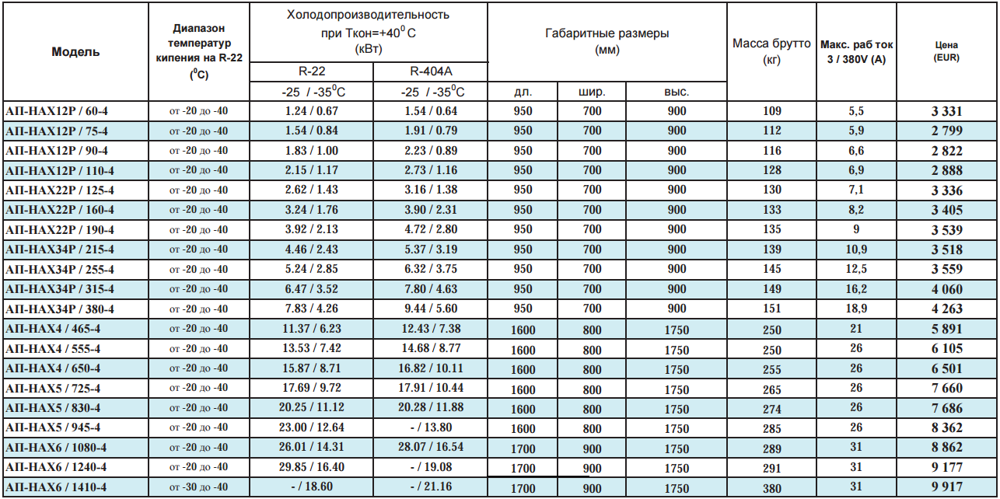 Модель
Диапазон
температур
кипения на R-22
(⁰C)
Холодопроизводительность
при Tкон=+40⁰ C
(кВт)
R-22
R-404A
-25 / -35⁰C
-25 / -35⁰C
Габаритные размеры
(мм)
дл.
шир.
выс.
Масса брутто
(кг)
Макс. раб ток
3 / 380V (A)
Цена
(EUR)
АП-НАХ12Р / 60-4 от -20 до -40 1.24 / 0.67 1.54 / 0.64 950 700 900 109 5,5 3 331
АП-НАХ12Р / 75-4 от -20 до -40 1.54 / 0.84 1.91 / 0.79 950 700 900 112 5,9 2 799
АП-НАХ12Р / 90-4 от -20 до -40 1.83 / 1.00 2.23 / 0.89 950 700 900 116 6,6 2 822
АП-НАХ12Р / 110-4 от -20 до -40 2.15 / 1.17 2.73 / 1.16 950 700 900 128 6,9 2 888
АП-НАХ22Р / 125-4 от -20 до -40 2.62 / 1.43 3.16 / 1.38 950 700 900 130 7,1 3 336
АП-НАХ22Р / 160-4 от -20 до -40 3.24 / 1.76 3.90 / 2.31 950 700 900 133 8,2 3 405
АП-НАХ22Р / 190-4 от -20 до -40 3.92 / 2.13 4.72 / 2.80 950 700 900 135 9 3 539
АП-НАХ34Р / 215-4 от -20 до -40 4.46 / 2.43 5.37 / 3.19 950 700 900 139 10,9 3 518
АП-НАХ34Р / 255-4 от -20 до -40 5.24 / 2.85 6.32 / 3.75 950 700 900 145 12,5 3 559
АП-НАХ34Р / 315-4 от -20 до -40 6.47 / 3.52 7.80 / 4.63 950 700 900 149 16,2 4 060
АП-НАХ34Р / 380-4 от -20 до -40 7.83 / 4.26 9.44 / 5.60 950 700 900 151 18,9 4 263
АП-НАХ4 / 465-4 от -20 до -40 11.37 / 6.23 12.43 / 7.38 1600 800 1750 250 21 5 891
АП-НАХ4 / 555-4 от -20 до -40 13.53 / 7.42 14.68 / 8.77 1600 800 1750 250 26 6 105
АП-НАХ4 / 650-4 от -20 до -40 15.87 / 8.71 16.82 / 10.11 1600 800 1750 255 26 6 501
АП-НАХ5 / 725-4 от -20 до -40 17.69 / 9.72 17.91 / 10.44 1600 800 1750 265 26 7 660
АП-НАХ5 / 830-4 от -20 до -40 20.25 / 11.12 20.28 / 11.88 1600 800 1750 274 26 7 686
АП-НАХ5 / 945-4 от -20 до -40 23.00 / 12.64 - / 13.80 1600 800 1750 285 26 8 362
АП-НАХ6 / 1080-4 от -20 до -40 26.01 / 14.31 28.07 / 16.54 1700 900 1750 289 31 8 862
АП-НАХ6 / 1240-4 от -20 до -40 29.85 / 16.40 - / 19.08 1700 900 1750 291 31 9 177
АП-НАХ6 / 1410-4 от -30 до -40 - / 18.60 - / 21.16 1700 900 1750 380 31 9 917